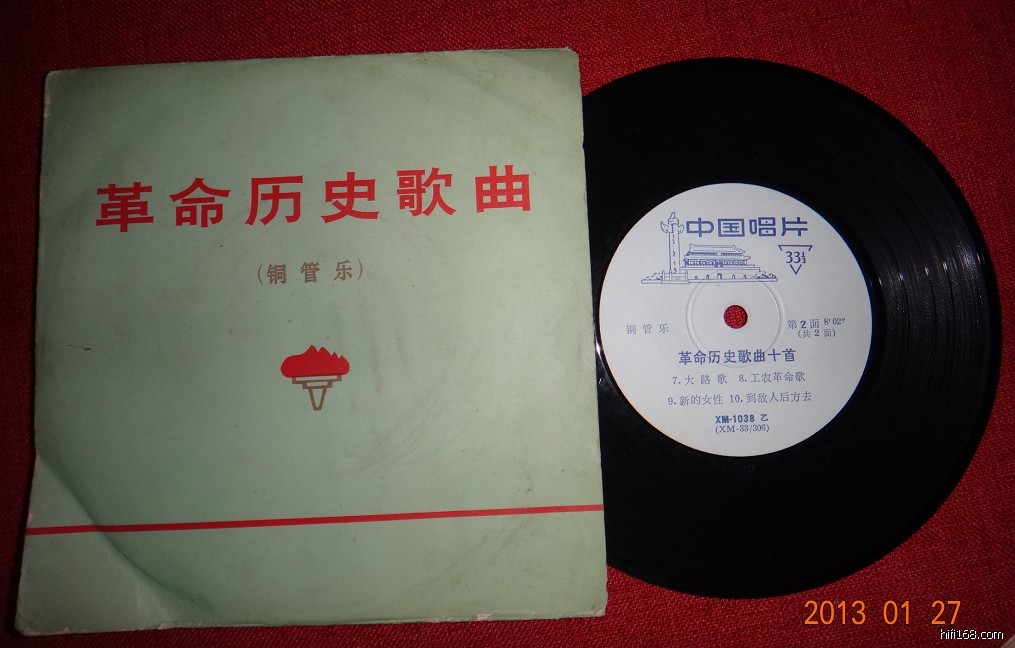 革命历史歌曲
(铜管乐)
中国唱片
33⅓
铜管乐
第2面 8'02"
(共2面)
革命历史歌曲十首
7.大路歌 8.工农革命歌
9.新的女性 10.到敌人后方去
XM-1038 乙
(XM-33/306)
2013 01 27
hifi168.com